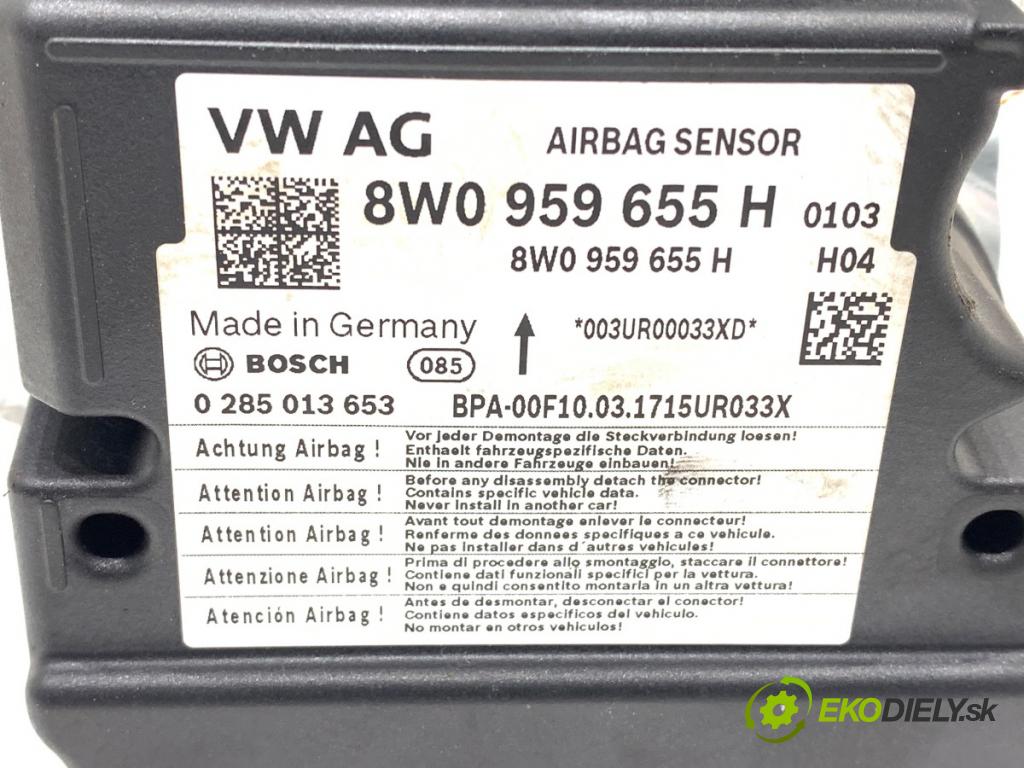 VW AG
AIRBAG SENSOR
8W0 959 655 H 0103
8W0 959 655 H H04
Made in Germany
*003UR00033XD*
BOSCH
085
0 285 013 653
BPA-00F10.03.1715UR033X
Achtung Airbag !
Vor jeder Demontage die Steckverbindung loesen!
Enthaelt fahrzeugspezifische Daten.
Nie in andere Fahrzeuge einbauen!
Attention Airbag !
Before any disassembly detach the connector!
Contains specific vehicle data.
Never install in another car!
Attention Airbag !
Avant tout demontage enlever le connecteur!
Renferme des donnees specifiques a ce vehicule.
Ne pas installer dans d´autres vehicules!
Attenzione Airbag !
Prima di procedere allo smontaggio, staccare il connettore!
Contiene dati funzionali specifici per la vettura.
Non e quindi consentito montarla in un altra vettura!
Atención Airbag !
Antes de desmontar, desconectar el conector!
Contiene datos especificos del vehiculo.
No montar en otros vehiculos!
EKODIELY.sk